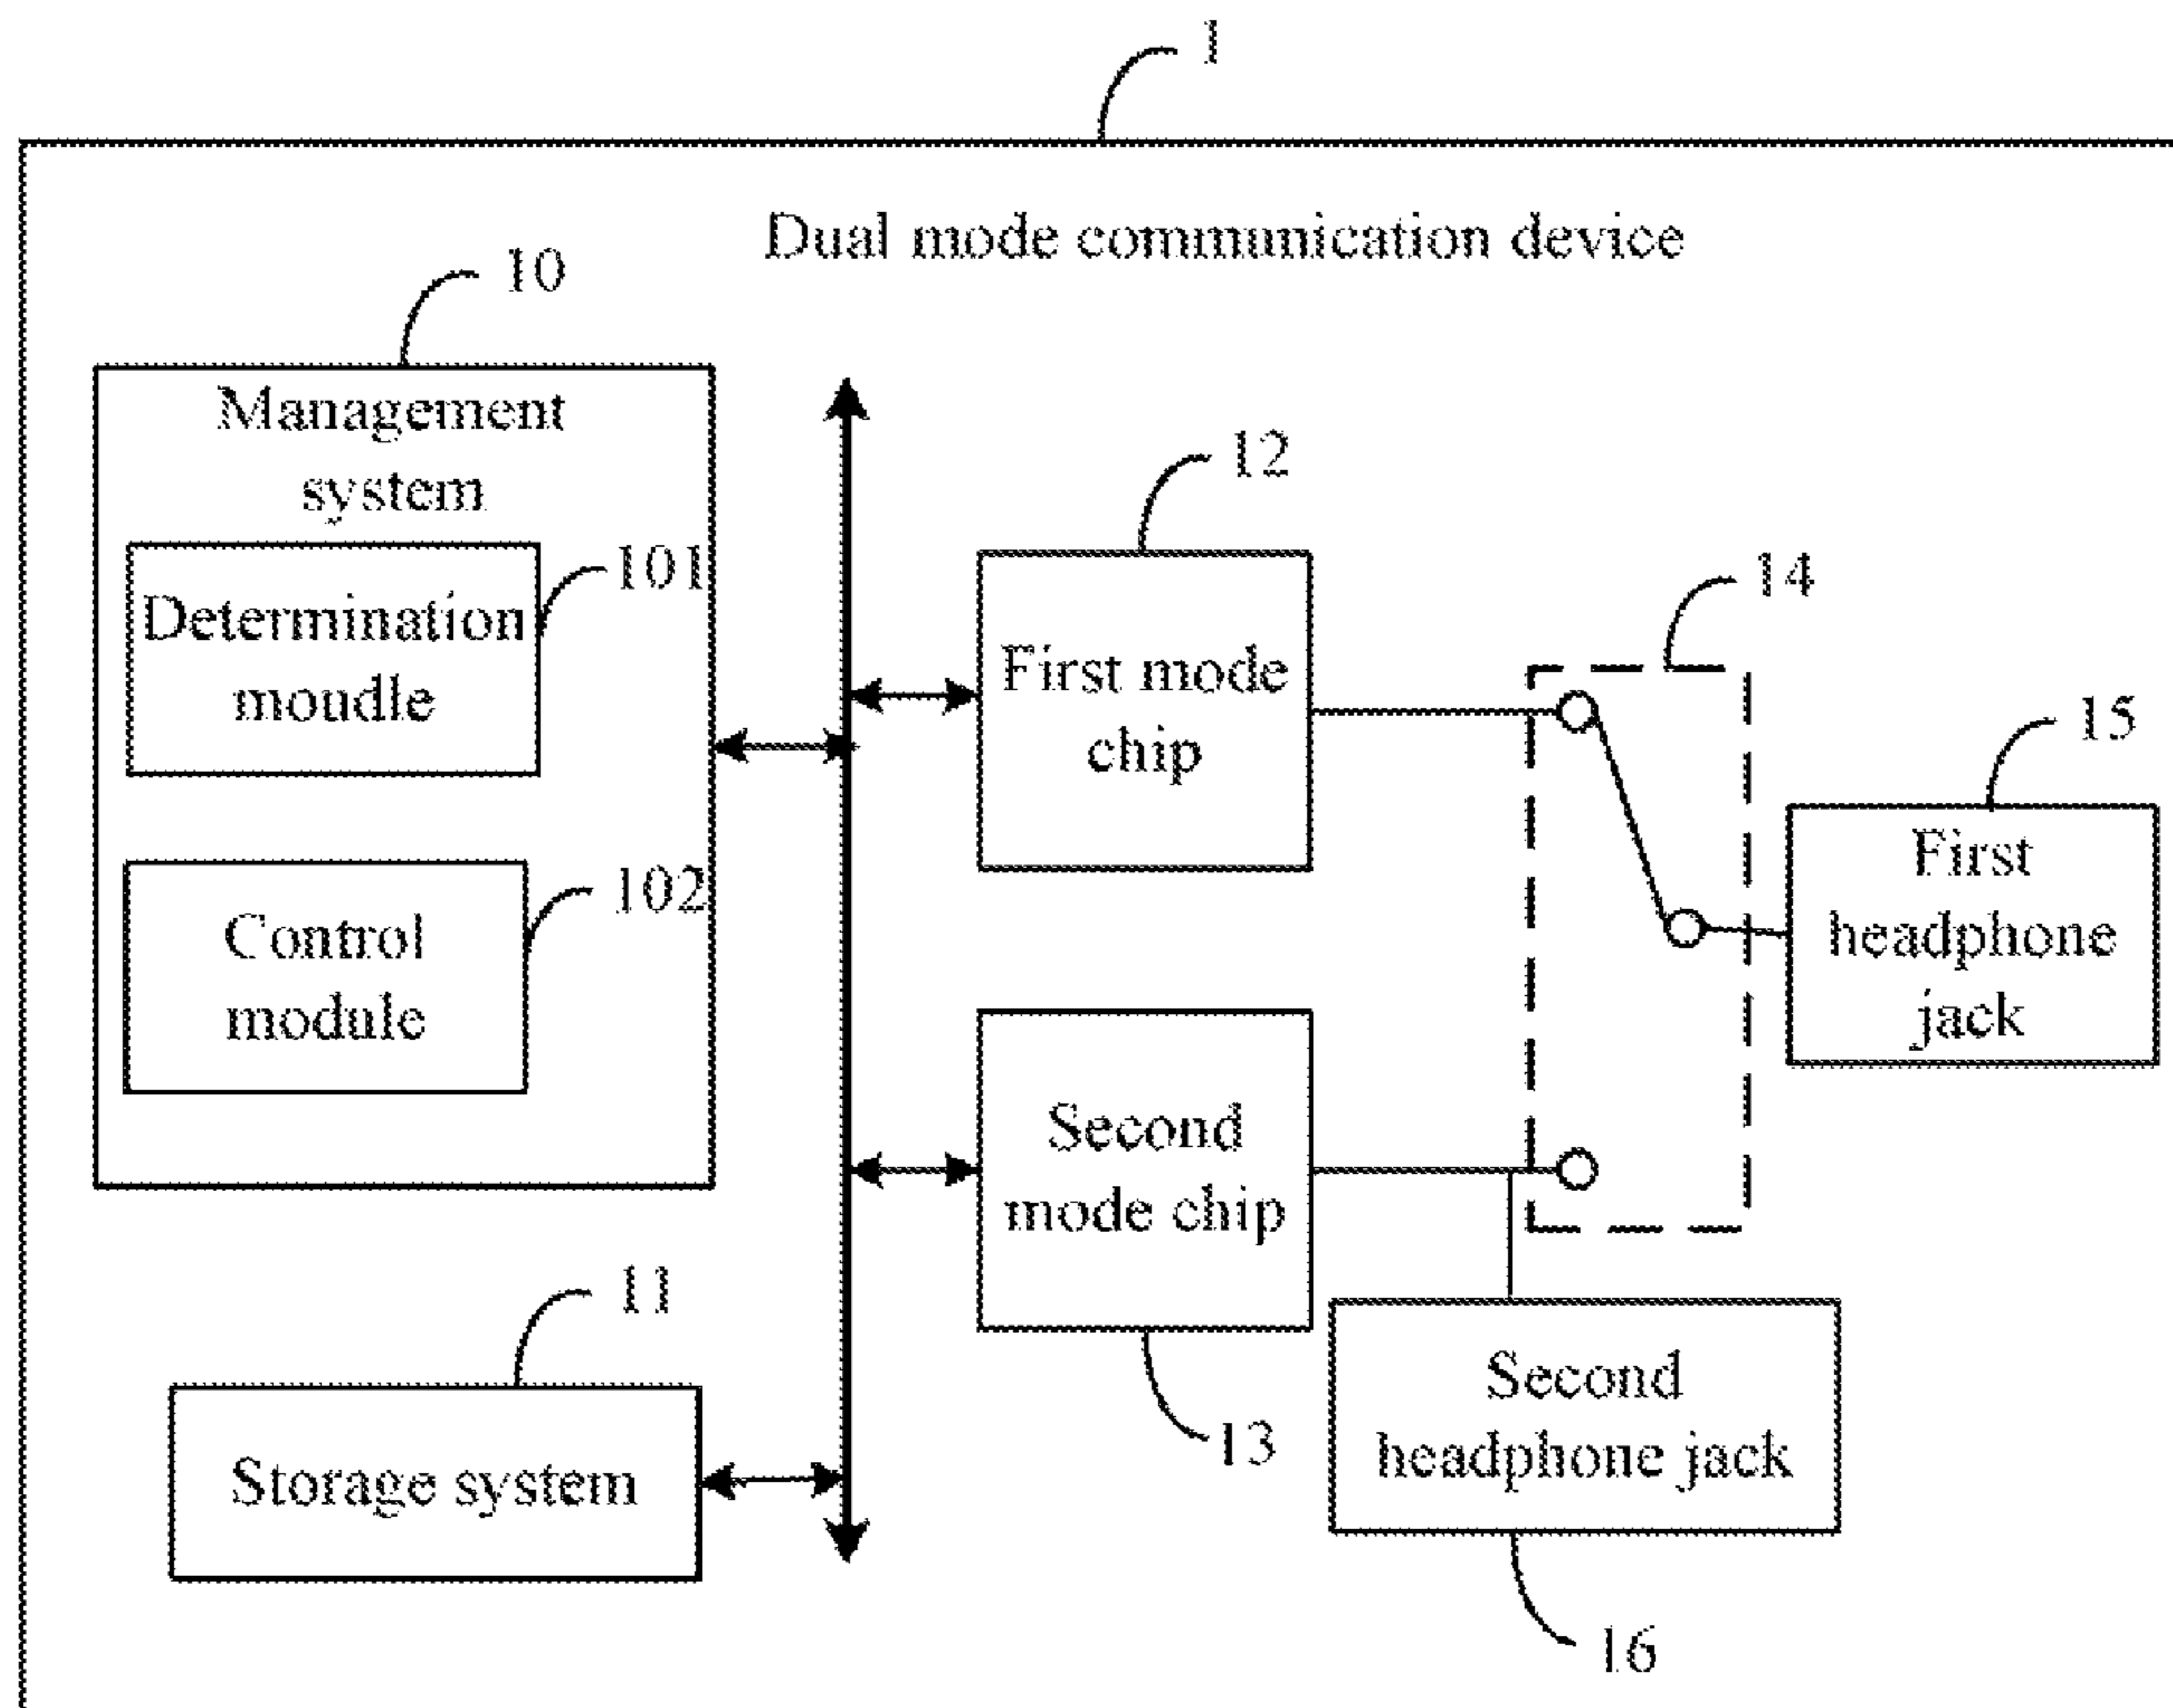 1
Dual mode communication device
10
Management
system
101
Determination
moudle
102
Control
module
11
Storage system
12
First mode
chip
13
Second
mode chip
14
15
First
headphone
jack
16
Second
headphone jack